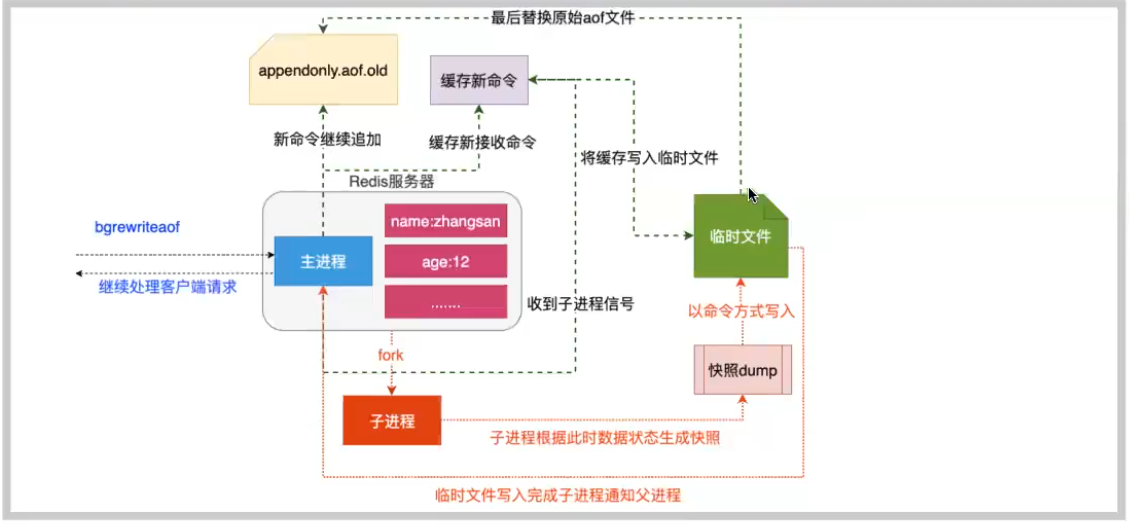 最后替换原始aof文件
appendonly.aof.old
缓存新命令
新命令继续追加
缓存新接收命令
将缓存写入临时文件
Redis服务器
bgrewriteaof
主进程
name:zhangsan
age:12
.......
临时文件
继续处理客户端请求
收到子进程信号
以命令方式写入
fork
快照dump
子进程
子进程根据此时数据状态生成快照
临时文件写入完成子进程通知父进程